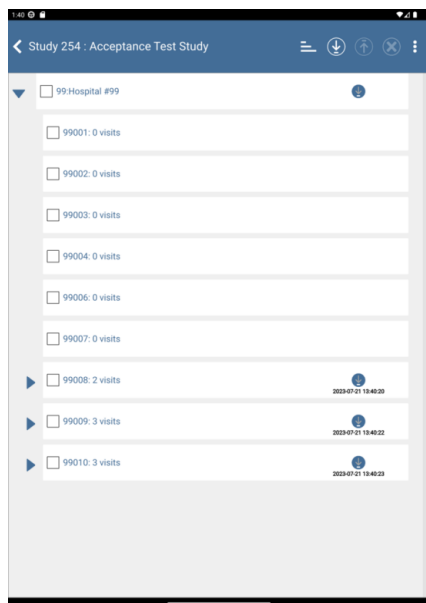 1:40
Study 254 : Acceptance Test Study
99:Hospital #99
99001: 0 visits
99002: 0 visits
99003: 0 visits
99004: 0 visits
99006: 0 visits
99007: 0 visits
99008: 2 visits
2023-07-21 13:40:20
99009: 3 visits
2023-07-21 13:40:22
99010: 3 visits
2023-07-21 13:40:23